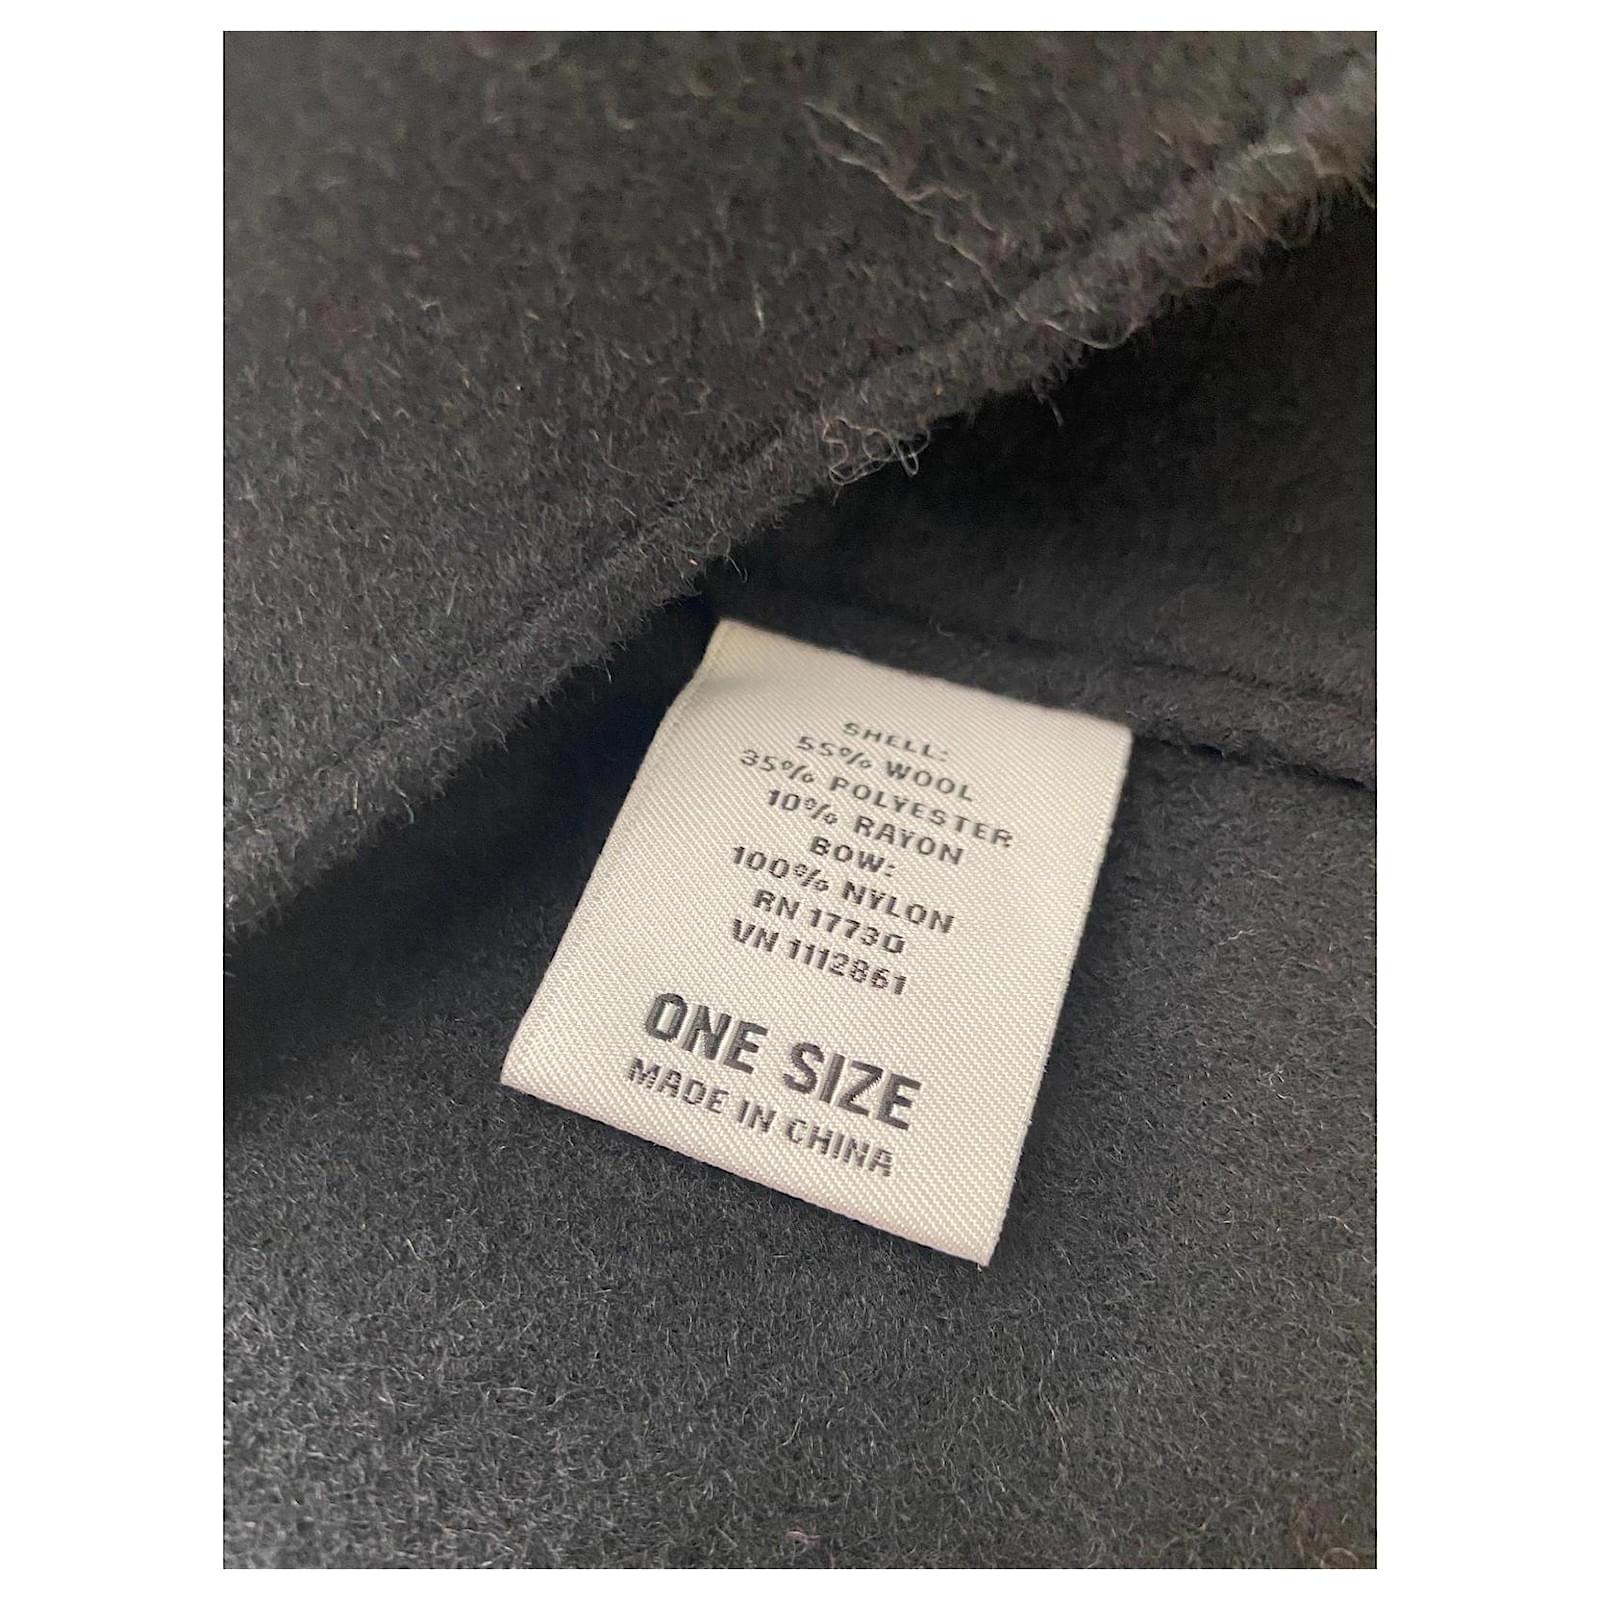 SHELL:
55% WOOL
35% POLYESTER
10% RAYON
BOW:
100% NYLON
RN 17730
VN 1112861
ONE SIZE
MADE IN CHINA